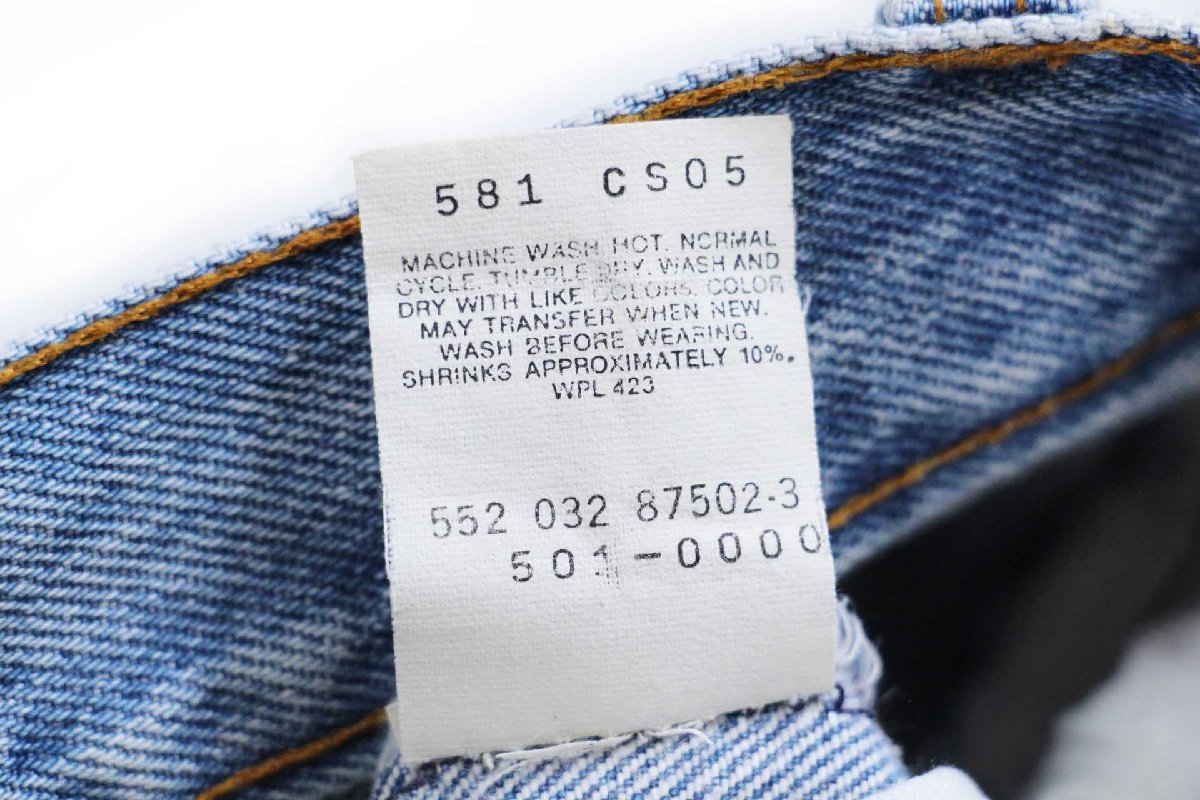 581 CS05
MACHINE WASH HOT. NORMAL
CYCLE. TUMBLE DRY. WASH AND
DRY WITH LIKE COLORS. COLOR
MAY TRANSFER WHEN NEW.
WASH BEFORE WEARING.
SHRINKS APPROXIMATELY 10%.
WPL 423
552 032 87502-3
501-0000